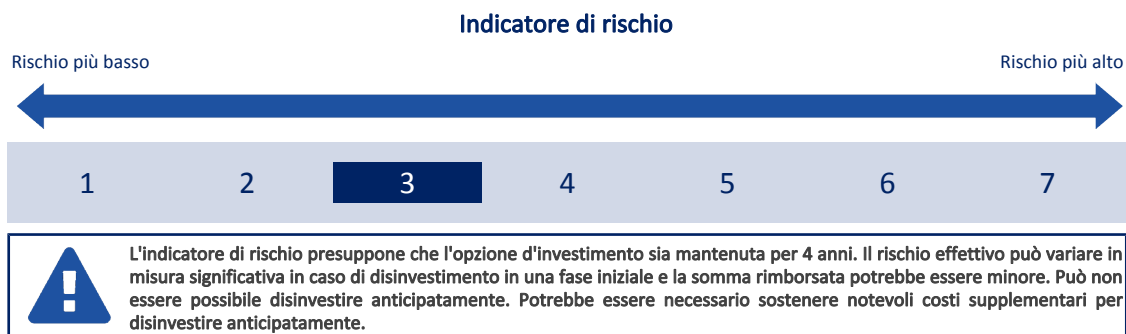 Indicatore di rischio
Rischio più basso
Rischio più alto
1 2 3 4 5 6 7
L'indicatore di rischio presuppone che l'opzione d'investimento sia mantenuta per 4 anni. Il rischio effettivo può variare in
misura significativa in caso di disinvestimento in una fase iniziale e la somma rimborsata potrebbe essere minore. Può non
essere possibile disinvestire anticipatamente. Potrebbe essere necessario sostenere notevoli costi supplementari per
disinvestire anticipatamente.